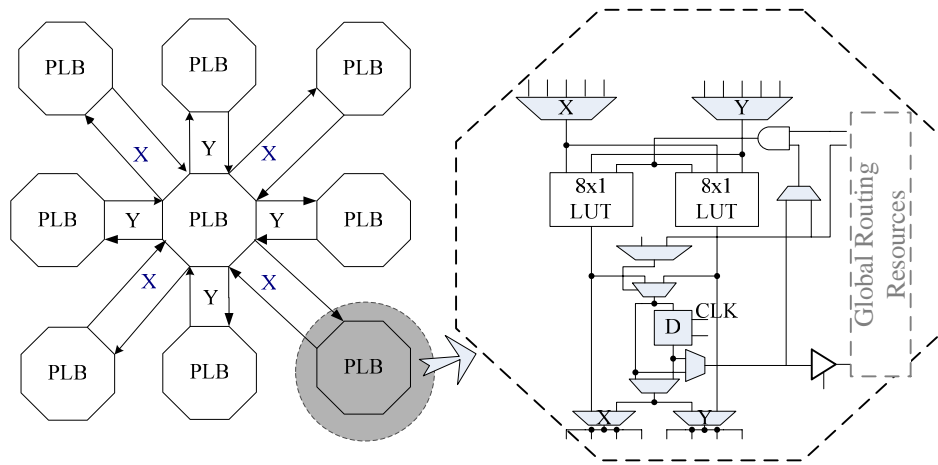 PLB
PLB
PLB
X
Y
X
PLB
Y
PLB
Y
PLB
X
Y
X
PLB
PLB
PLB
X
Y
8x1
LUT
8x1
LUT
D
CLK
X
Y
Global Routing
Resources